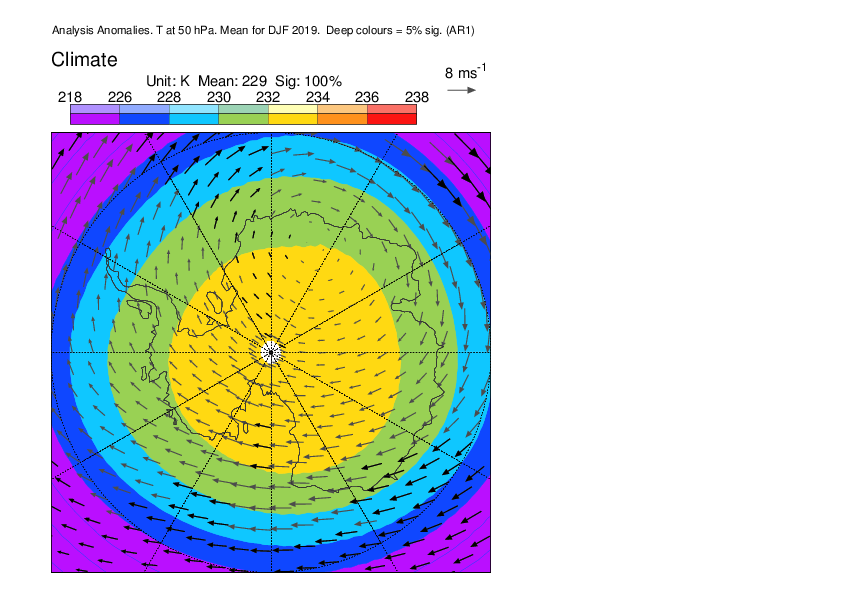 Analysis Anomalies. T at 50 hPa. Mean for DJF 2019. Deep colours = 5% sig. (AR1)
Climate
8 ms-1
Unit: K Mean: 229 Sig: 100%
218 226 228 230 232 234 236 238